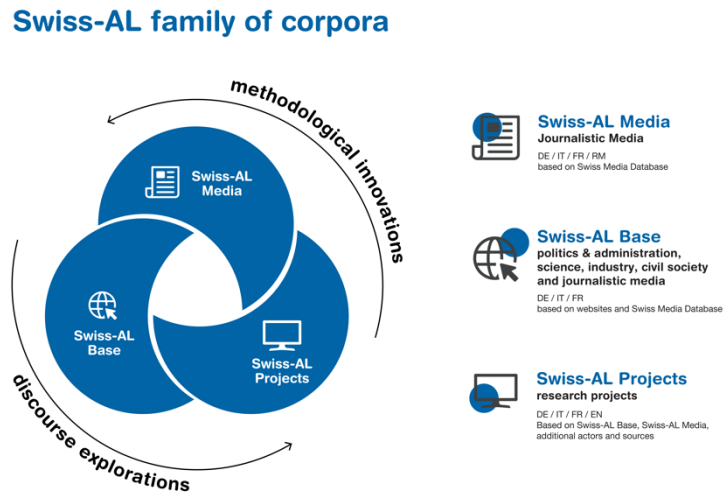 Swiss-AL family of corpora
methodological innovations
Swiss-AL
Media
Swiss-AL
Base
Swiss-AL
Projects
discourse explorations
Swiss-AL Media
Journalistic Media
DE / IT / FR / RM
based on Swiss Media Database
Swiss-AL Base
politics & administration,
science, industry, civil society
and journalistic media
DE / IT / FR
based on websites and Swiss Media Database
Swiss-AL Projects
research projects
DE / IT / FR / EN
Based on Swiss-AL Base, Swiss-AL Media,
additional actors and sources